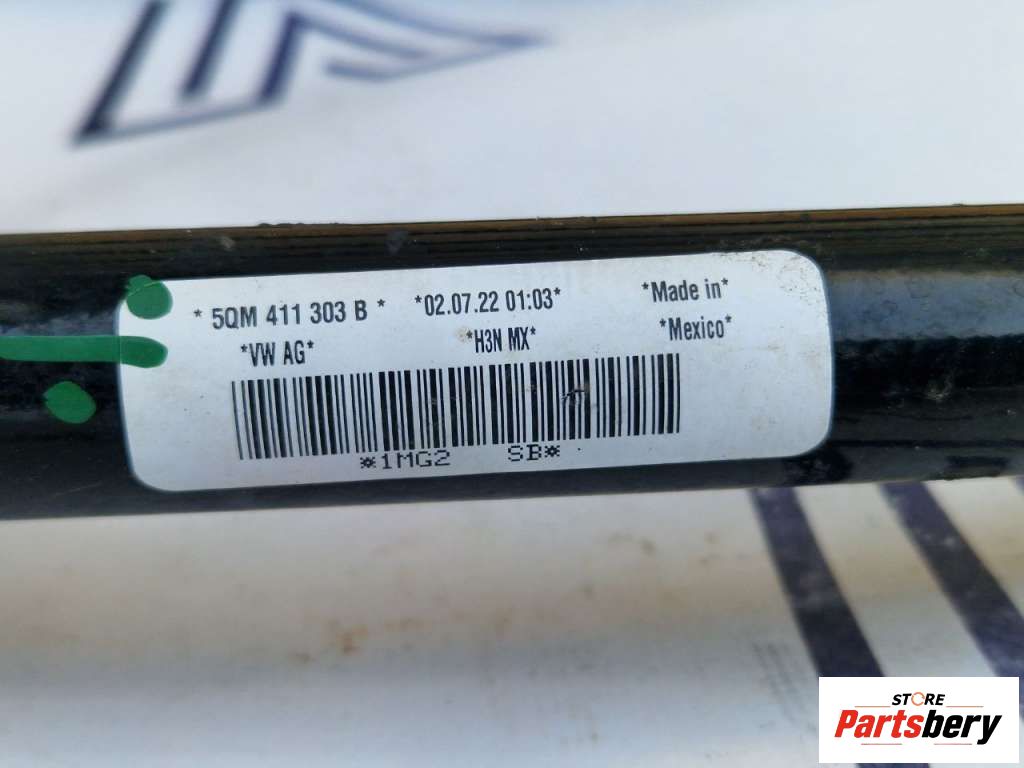 * 5QM 411 303 B * *02.07.22 01:03* *Made in*
*VW AG* *H3N MX* *Mexico*
*1MG2 SB*
STORE
Partsbery